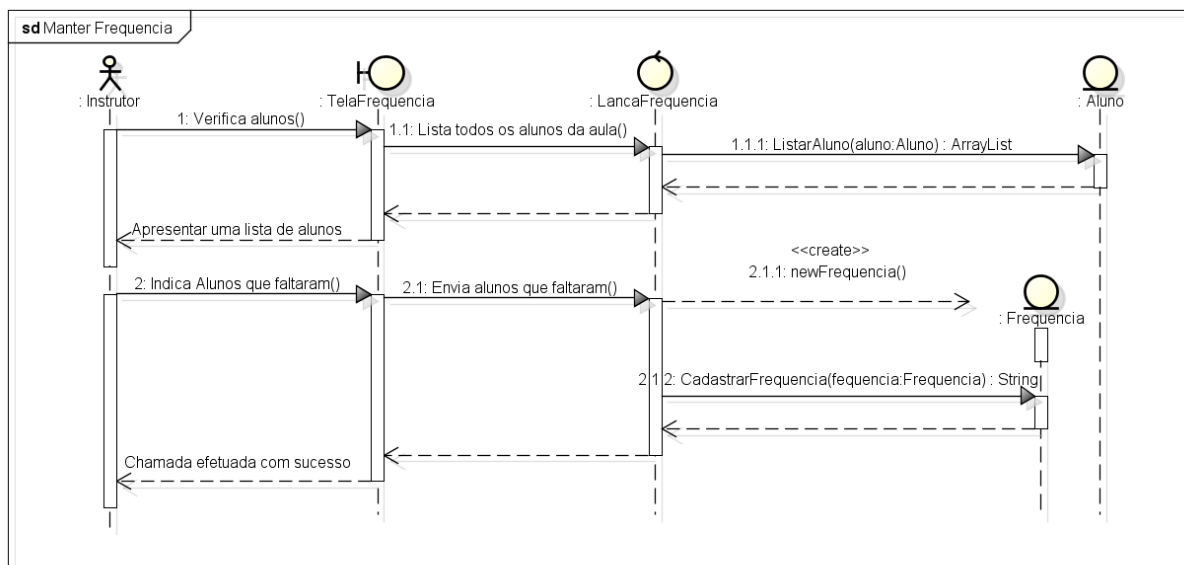 sd Manter Frequencia
: Instrutor
: TelaFrequencia
: LancaFrequencia
: Aluno
1: Verifica alunos()
1.1: Lista todos os alunos da aula()
1.1.1: ListarAluno(aluno:Aluno) : ArrayList
Apresentar uma lista de alunos
<<create>>
2.1.1: newFrequencia()
2: Indica Alunos que faltaram()
2.1: Envia alunos que faltaram()
: Frequencia
2.1.2: CadastrarFrequencia(fequencia:Frequencia) : String
Chamada efetuada com sucesso